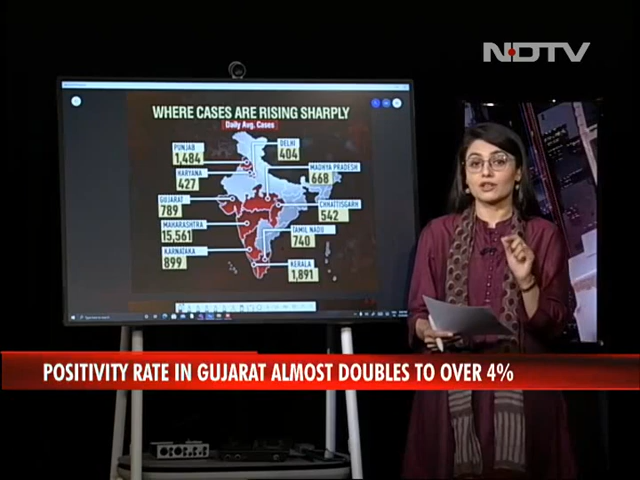 NDTV
WHERE CASES ARE RISING SHARPLY
Daily Avg. Cases
PUNJAB
1,484
DELHI
404
HARYANA
427
MADHYA PRADESH
668
GUJARAT
789
CHHATISGARH
542
MAHARASHTRA
15,561
TAMIL NADU
740
KARNATAKA
899
KERALA
1,891
POSITIVITY RATE IN GUJARAT ALMOST DOUBLES TO OVER 4%